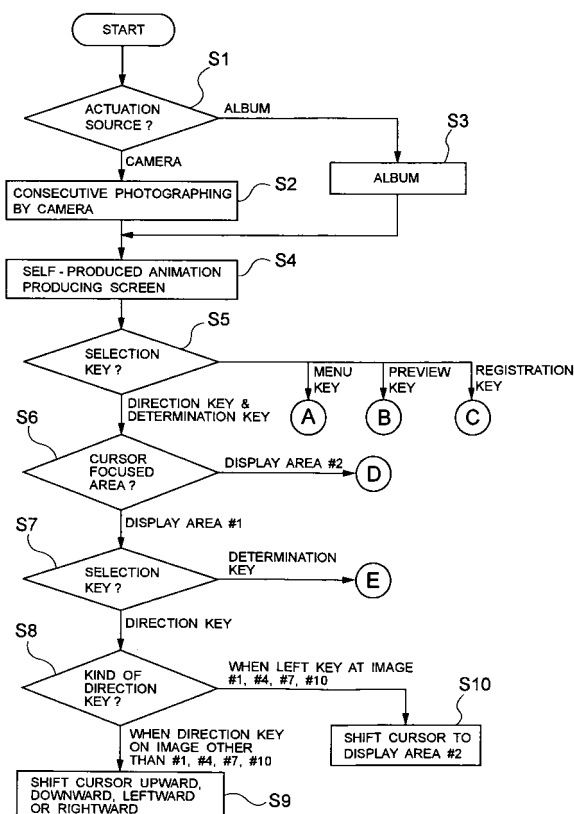 START
S1
ACTUATION
SOURCE ?
ALBUM
S3
CAMERA
ALBUM
S2
CONSECUTIVE PHOTOGRAPHING
BY CAMERA
S4
SELF - PRODUCED ANIMATION
PRODUCING SCREEN
S5
SELECTION
KEY ?
MENU
KEY
PREVIEW
KEY
REGISTRATION
KEY
DIRECTION KEY &
DETERMINATION KEY
A
B
C
S6
CURSOR
FOCUSED
AREA ?
DISPLAY AREA #2
D
DISPLAY AREA #1
S7
SELECTION
KEY ?
DETERMINATION
KEY
E
DIRECTION KEY
S8
KIND OF
DIRECTION
KEY ?
WHEN LEFT KEY AT IMAGE
#1, #4, #7, #10
S10
SHIFT CURSOR TO
DISPLAY AREA #2
WHEN DIRECTION KEY
ON IMAGE OTHER
THAN #1, #4, #7, #10
SHIFT CURSOR UPWARD,
DOWNWARD, LEFTWARD
OR RIGHTWARD
S9